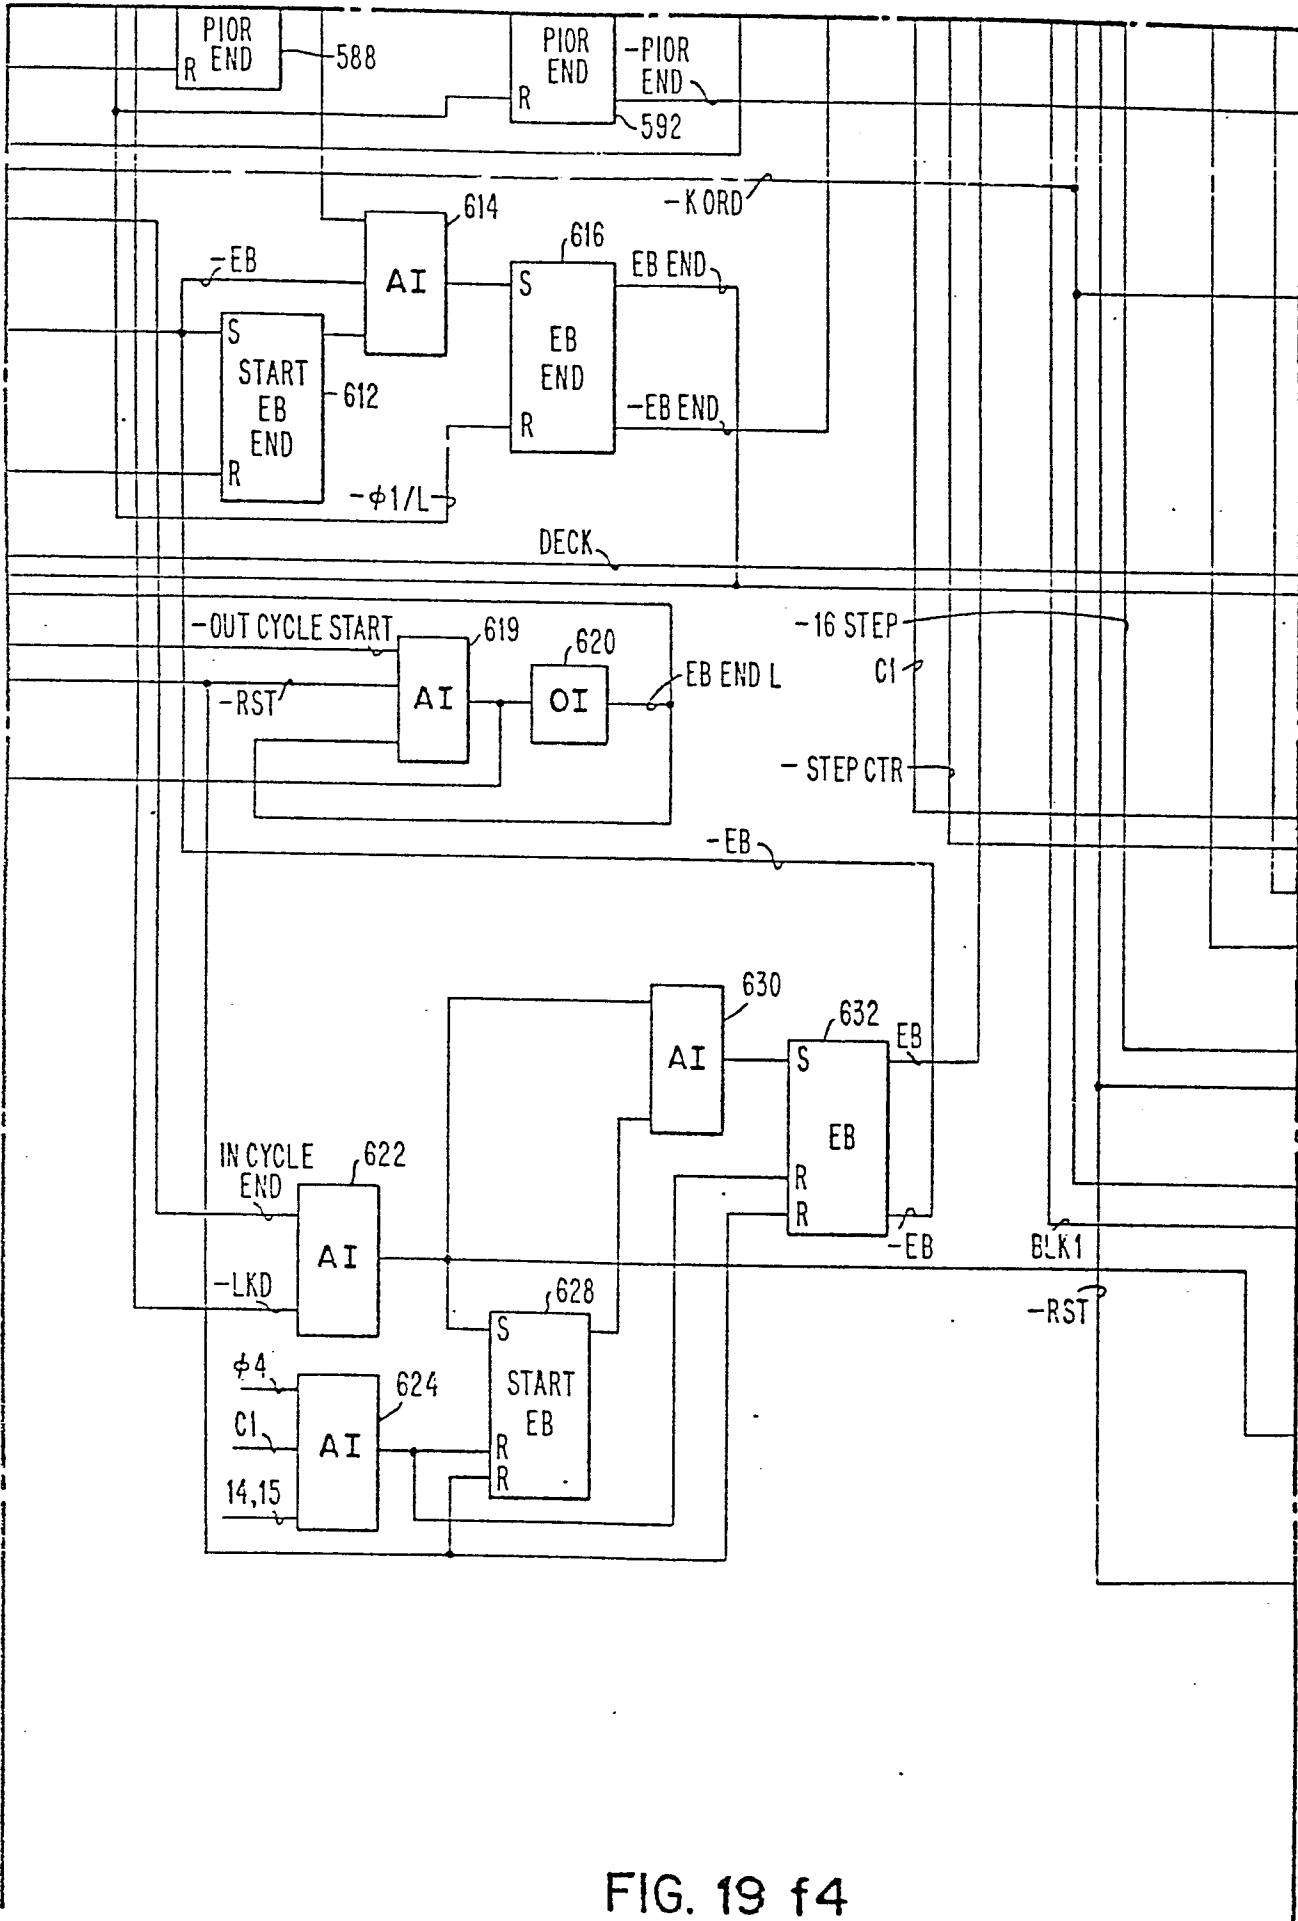 PIOR
END
R
588
PIOR
END
R
-PIOR
END
592
-K ORD
614
AI
-EB
616
S
EB
END
R
EB END
-EB END
S
START
EB
END
R
612
-ϕ1/L
DECK
-OUT CYCLE START
619
620
-16 STEP
-RST
AI
OI
EB END L
C1
- STEP CTR
-EB
630
AI
632
S
EB
R
R
EB
-EB
IN CYCLE
END
622
AI
-LKD
BLK1
-RST
628
S
START
EB
R
R
ϕ4
C1
14,15
624
AI
FIG. 19 f4